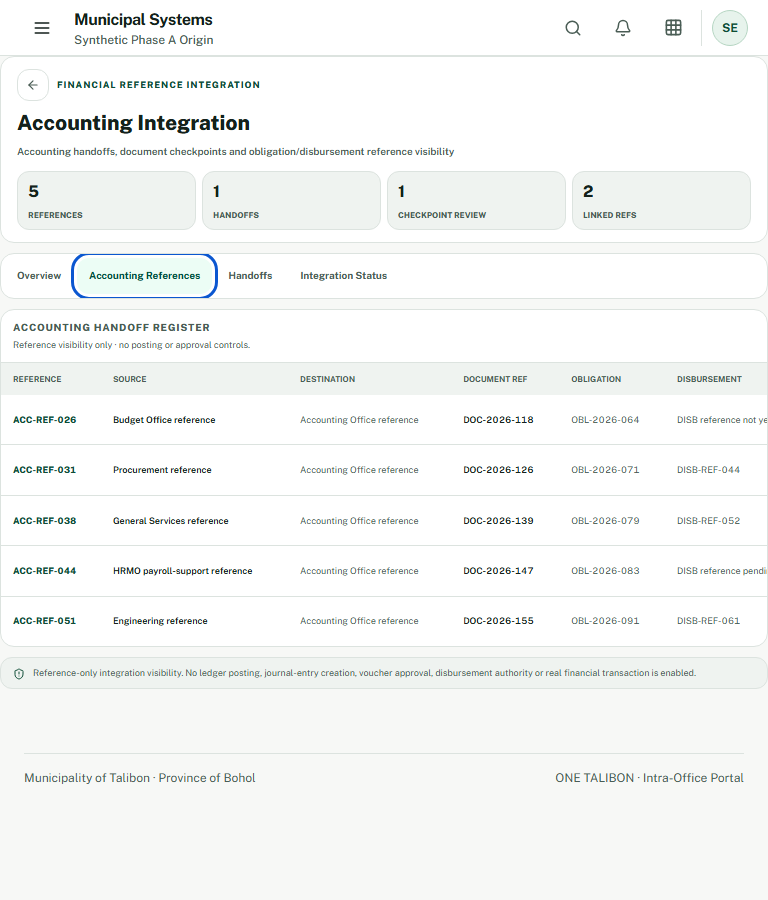 Municipal Systems
Synthetic Phase A Origin
SE
FINANCIAL REFERENCE INTEGRATION
Accounting Integration
Accounting handoffs, document checkpoints and obligation/disbursement reference visibility
5
REFERENCES
1
HANDOFFS
1
CHECKPOINT REVIEW
2
LINKED REFS
Overview Accounting References Handoffs Integration Status
ACCOUNTING HANDOFF REGISTER
Reference visibility only · no posting or approval controls.
REFERENCE SOURCE DESTINATION DOCUMENT REF OBLIGATION DISBURSEMENT
ACC-REF-026 Budget Office reference Accounting Office reference DOC-2026-118 OBL-2026-064 DISB reference not ye
ACC-REF-031 Procurement reference Accounting Office reference DOC-2026-126 OBL-2026-071 DISB-REF-044
ACC-REF-038 General Services reference Accounting Office reference DOC-2026-139 OBL-2026-079 DISB-REF-052
ACC-REF-044 HRMO payroll-support reference Accounting Office reference DOC-2026-147 OBL-2026-083 DISB reference pendi
ACC-REF-051 Engineering reference Accounting Office reference DOC-2026-155 OBL-2026-091 DISB-REF-061
Reference-only integration visibility. No ledger posting, journal-entry creation, voucher approval, disbursement authority or real financial transaction is enabled.
Municipality of Talibon · Province of Bohol
ONE TALIBON · Intra-Office Portal